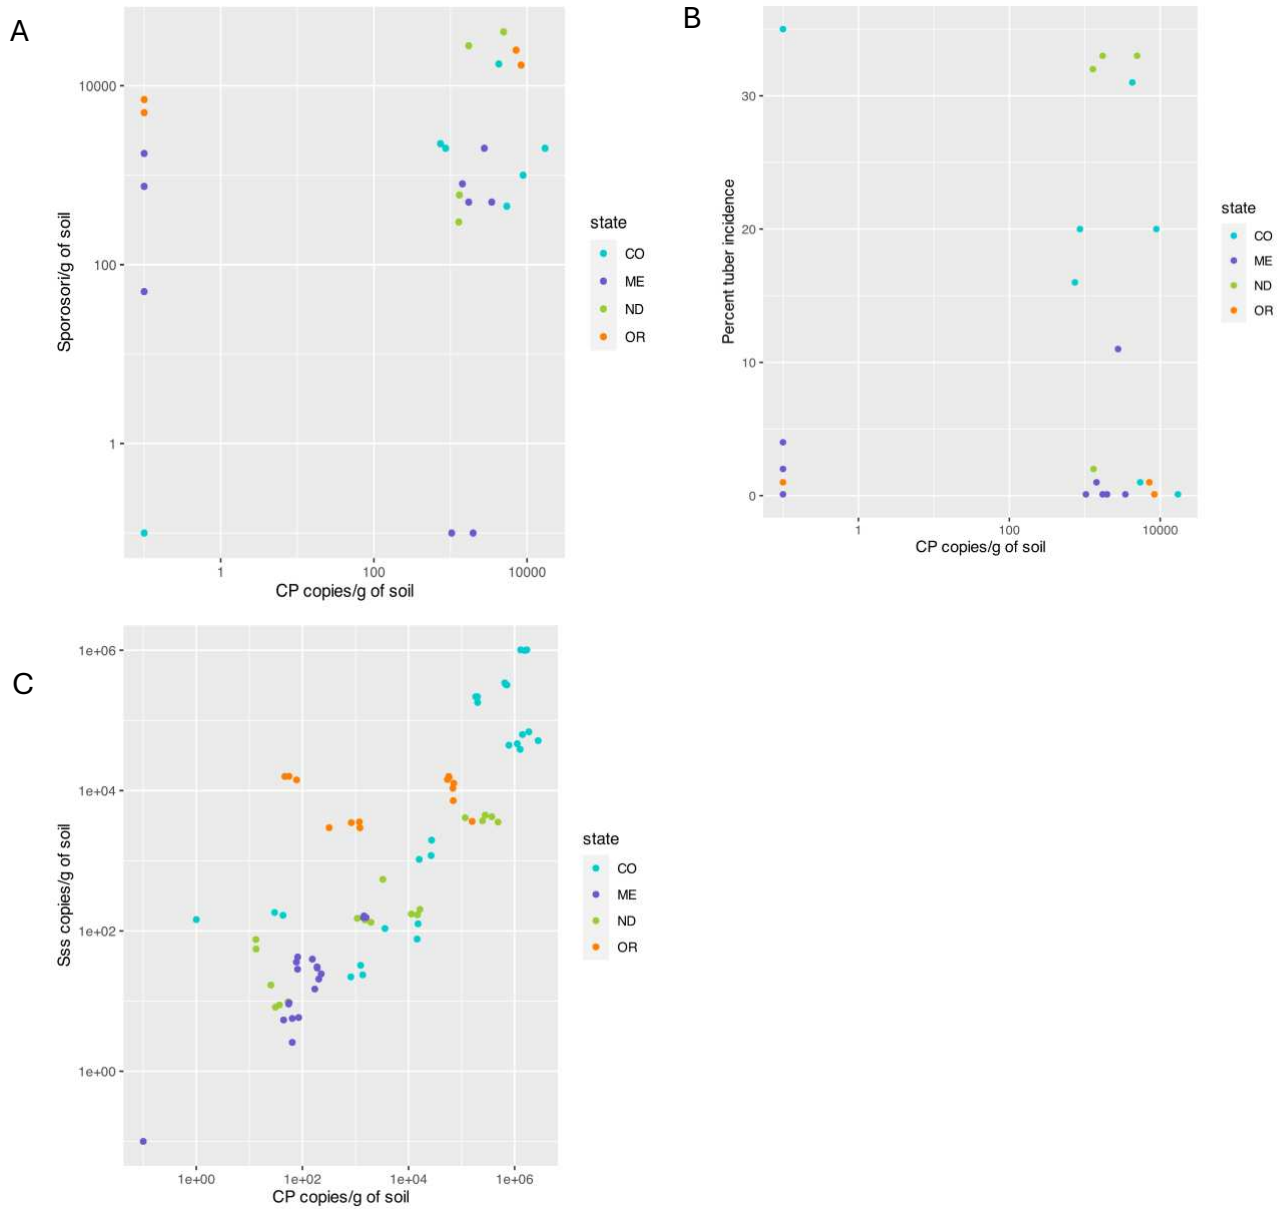 A
10000
100
1
Sporosori/g of soil
1
100
10000
CP copies/g of soil
state
CO
ME
ND
OR
B
30
20
10
0
Percent tuber incidence
1
100
10000
CP copies/g of soil
state
CO
ME
ND
OR
C
1e+06
1e+04
1e+02
1e+00
Sss copies/g of soil
1e+00
1e+02
1e+04
1e+06
CP copies/g of soil
state
CO
ME
ND
OR